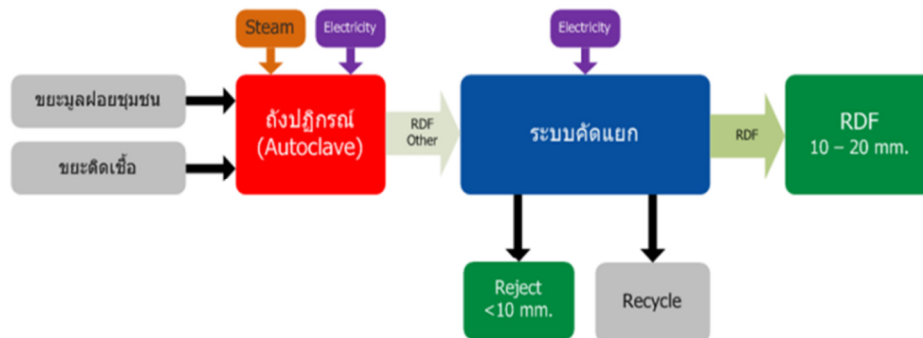 Steam
Electricity
Electricity
ขยะมูลฝอยชุมชน
ขยะติดเชื้อ
ถังปฏิกรณ์
(Autoclave)
RDF
Other
ระบบคัดแยก
RDF
RDF
10 – 20 mm.
Reject
<10 mm.
Recycle